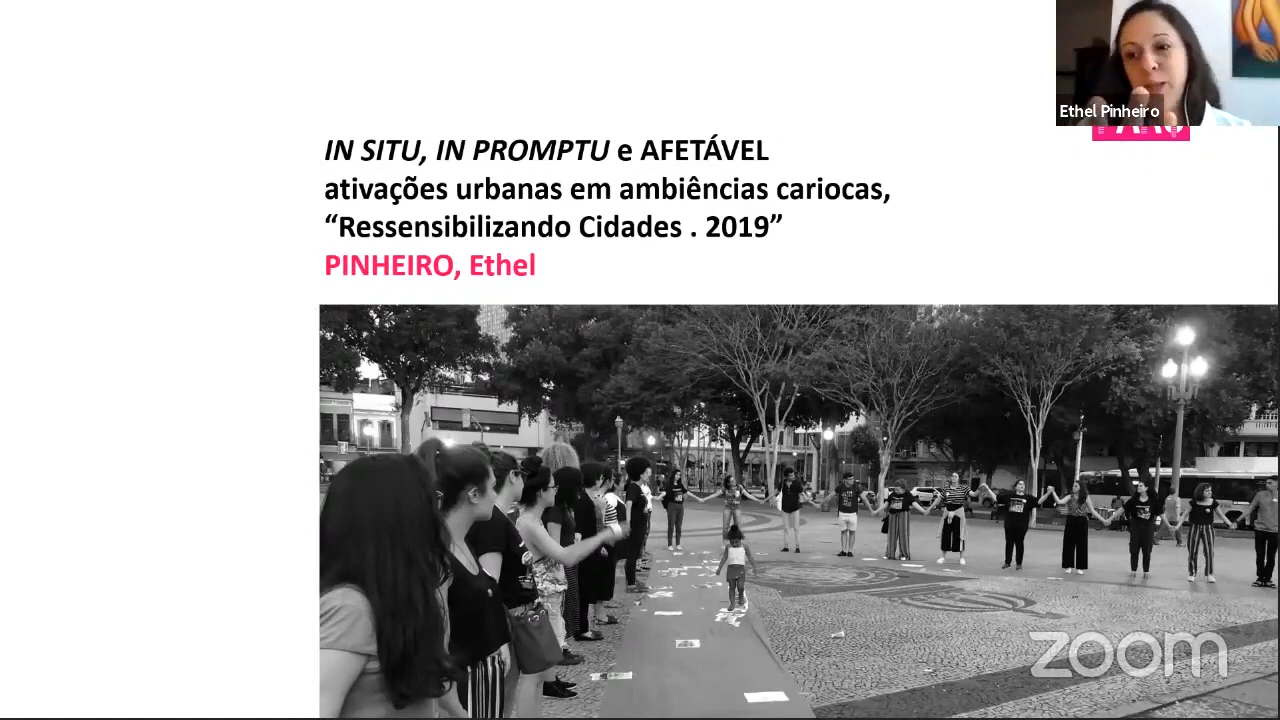 Ethel Pinheiro
IN SITU, IN PROMPTU e AFETÁVEL
ativações urbanas em ambiências cariocas,
“Ressensibilizando Cidades . 2019”
PINHEIRO, Ethel
zoom